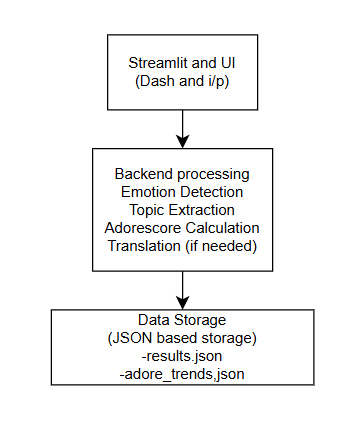 Streamlit and UI
(Dash and i/p)
Backend processing
Emotion Detection
Topic Extraction
Adorescore Calculation
Translation (if needed)
Data Storage
(JSON based storage)
-results.json
-adore_trends,json